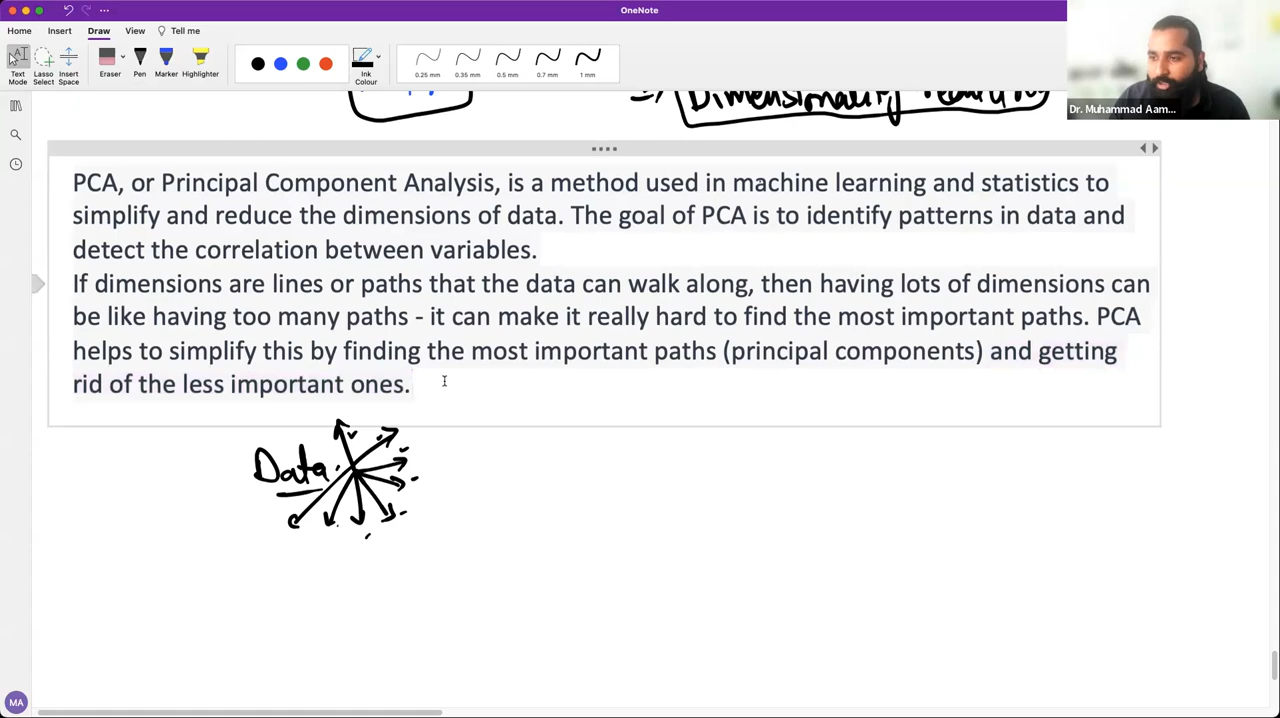 OneNote
Home Insert Draw View Tell me
Text Mode
Lasso Select
Insert Space
Eraser
Pen
Marker
Highlighter
Ink Colour
0.25 mm 0.35 mm 0.5 mm 0.7 mm 1 mm
Dr. Muhammad Aam...
Dimensionality
PCA, or Principal Component Analysis, is a method used in machine learning and statistics to
simplify and reduce the dimensions of data. The goal of PCA is to identify patterns in data and
detect the correlation between variables.
If dimensions are lines or paths that the data can walk along, then having lots of dimensions can
be like having too many paths - it can make it really hard to find the most important paths. PCA
helps to simplify this by finding the most important paths (principal components) and getting
rid of the less important ones.
Data
MA